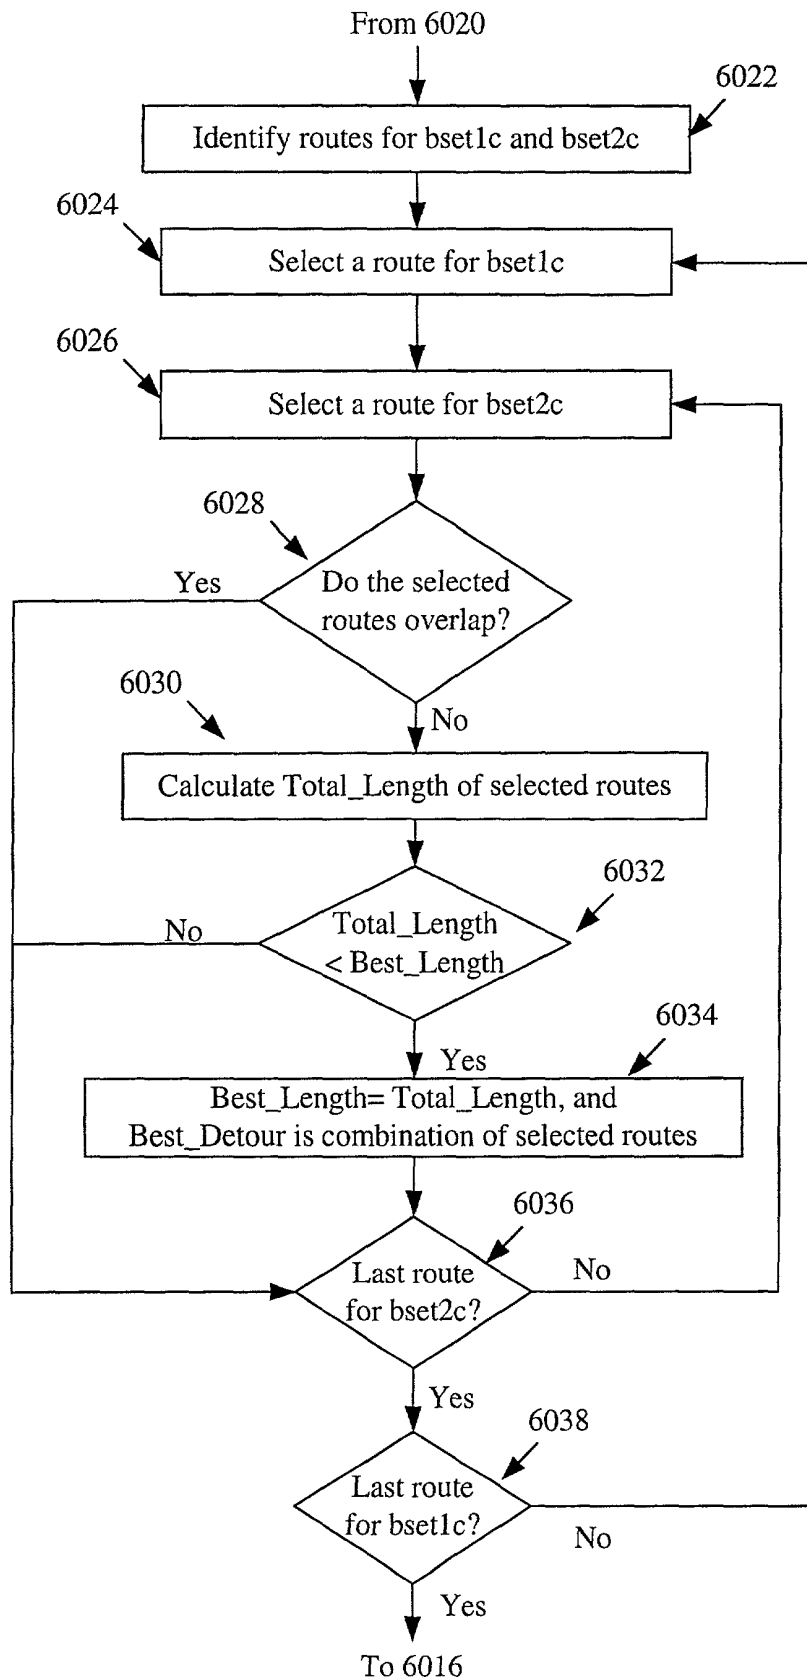 From 6020
6022
Identify routes for bset1c and bset2c
6024
Select a route for bset1c
6026
Select a route for bset2c
6028
Yes
Do the selected
routes overlap?
6030
No
Calculate Total_Length of selected routes
6032
No
Total_Length
< Best_Length
6034
Yes
Best_Length= Total_Length, and
Best_Detour is combination of selected routes
6036
Last route
for bset2c?
No
Yes
6038
Last route
for bset1c?
No
Yes
To 6016